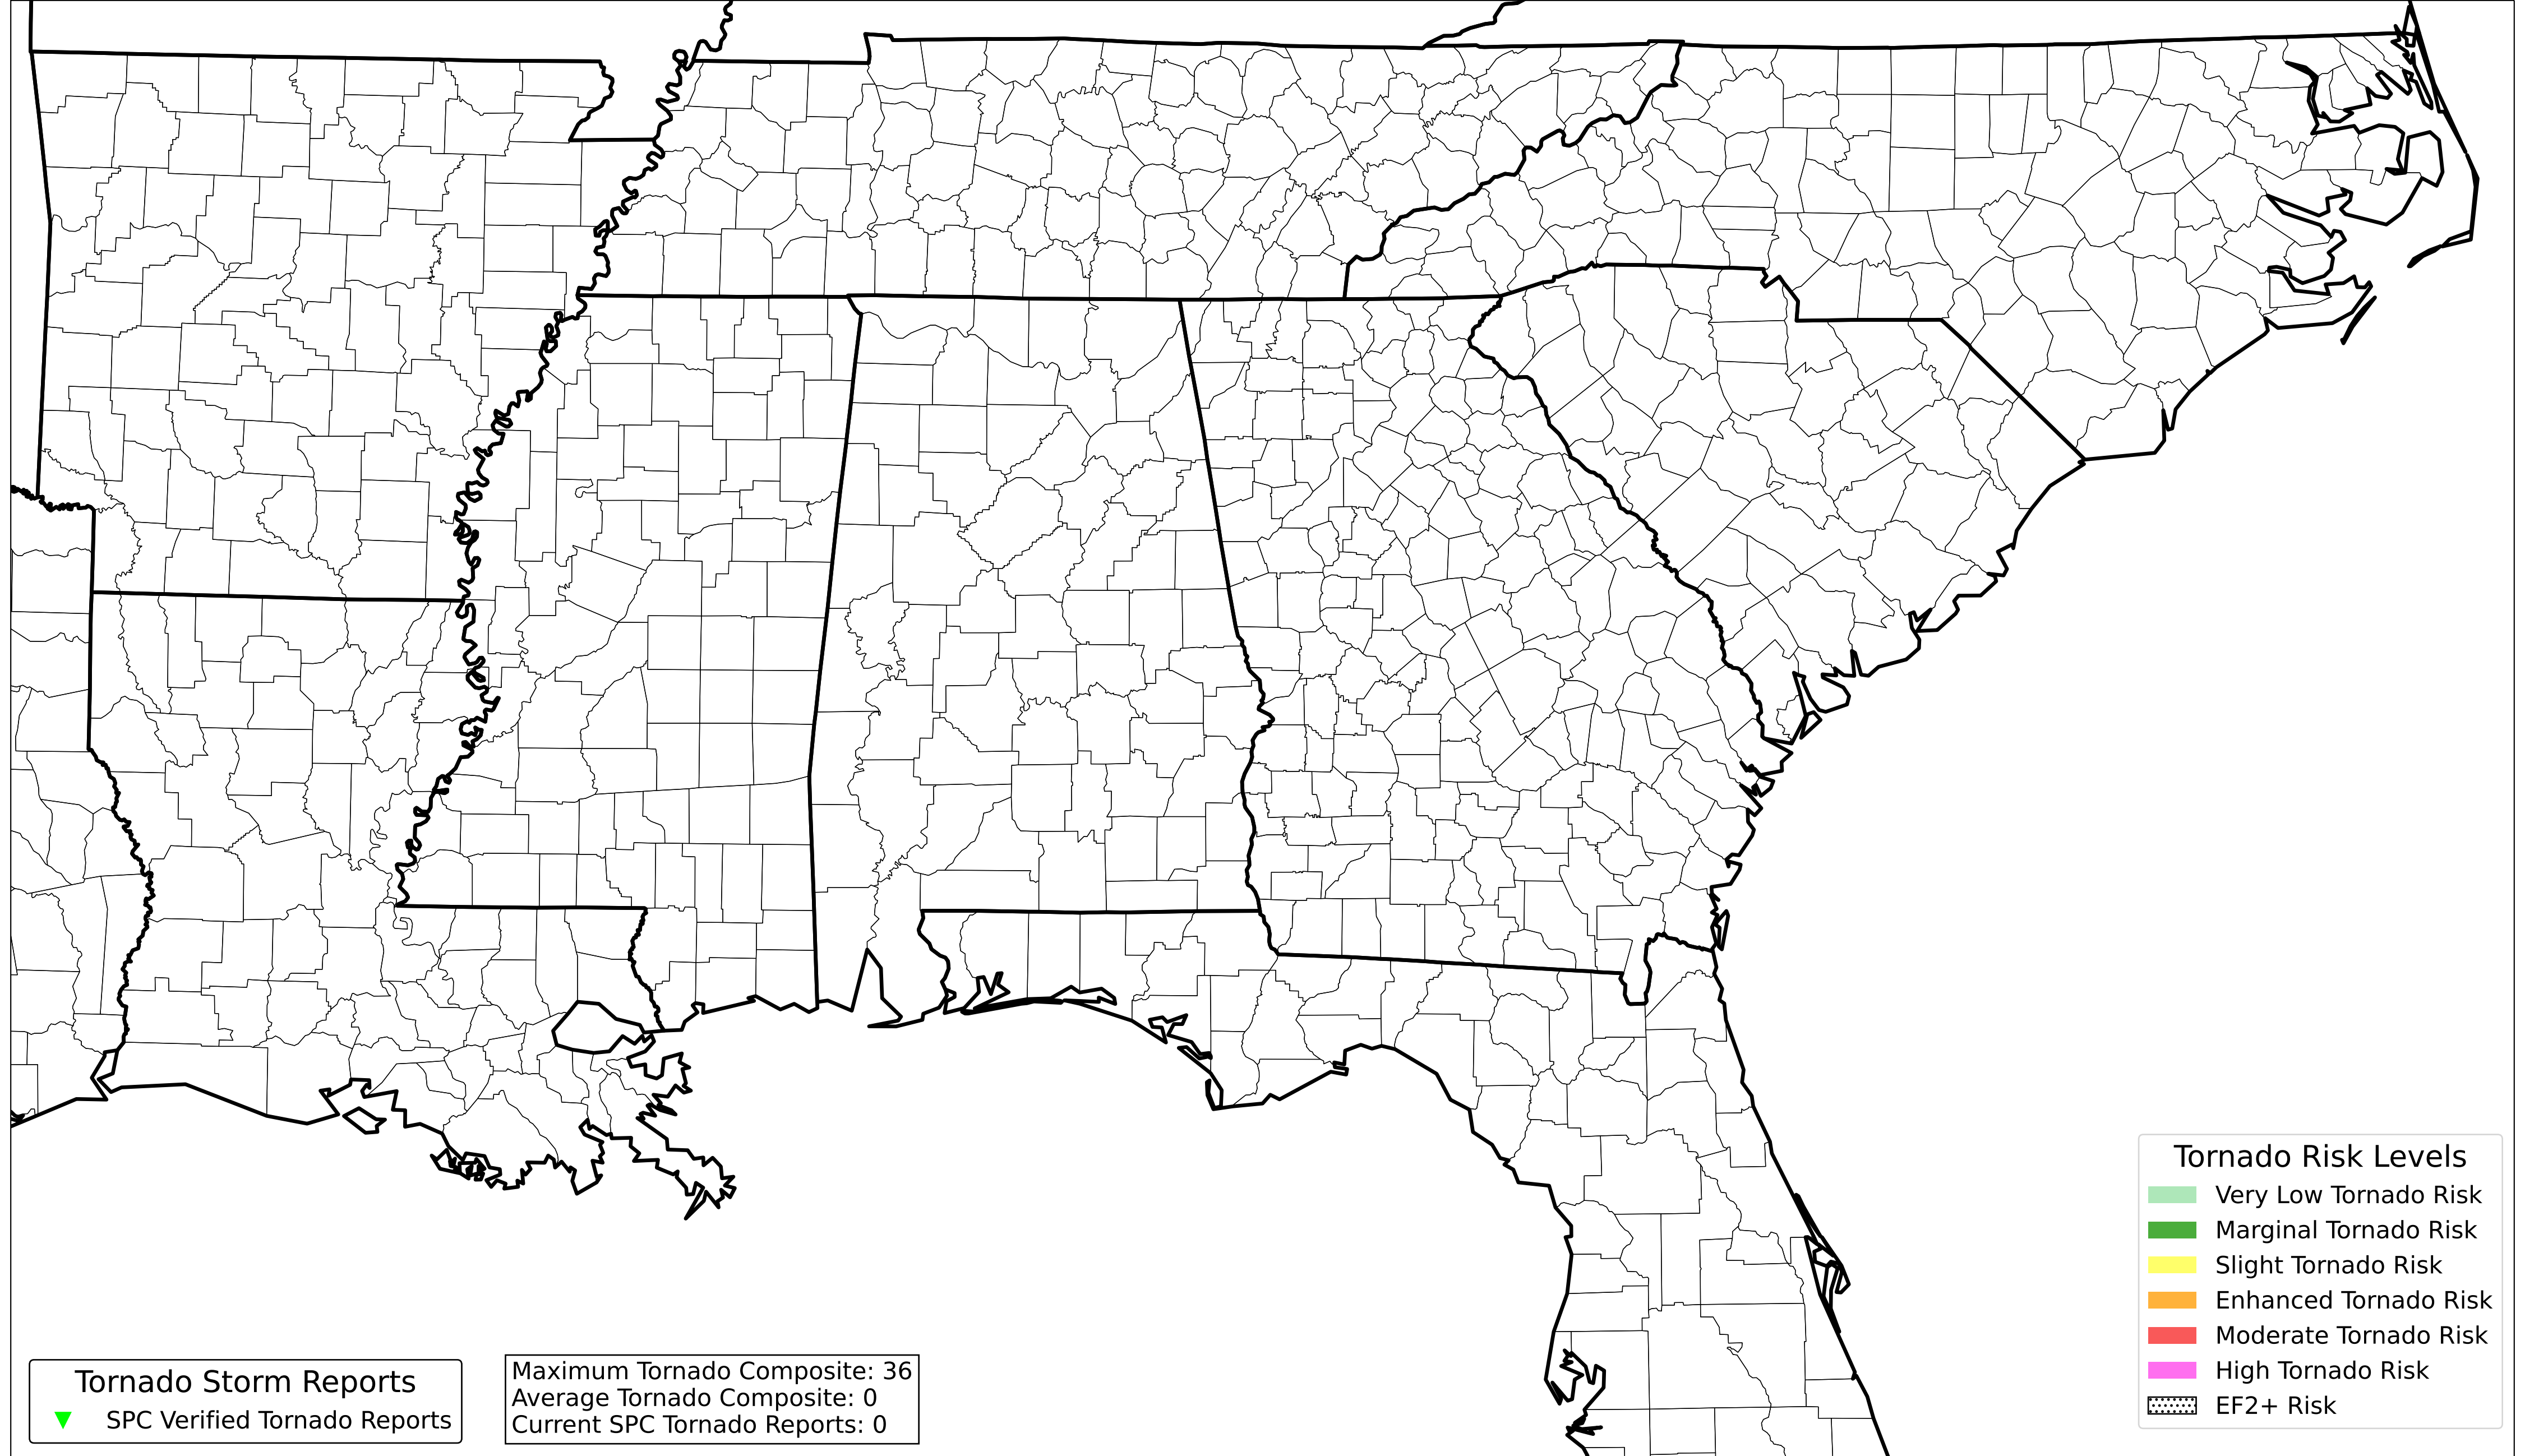 Tornado Risk Levels
Very Low Tornado Risk
Marginal Tornado Risk
Slight Tornado Risk
Enhanced Tornado Risk
Moderate Tornado Risk
High Tornado Risk
EF2+ Risk
Tornado Storm Reports
SPC Verified Tornado Reports
Maximum Tornado Composite: 36
Average Tornado Composite: 0
Current SPC Tornado Reports: 0